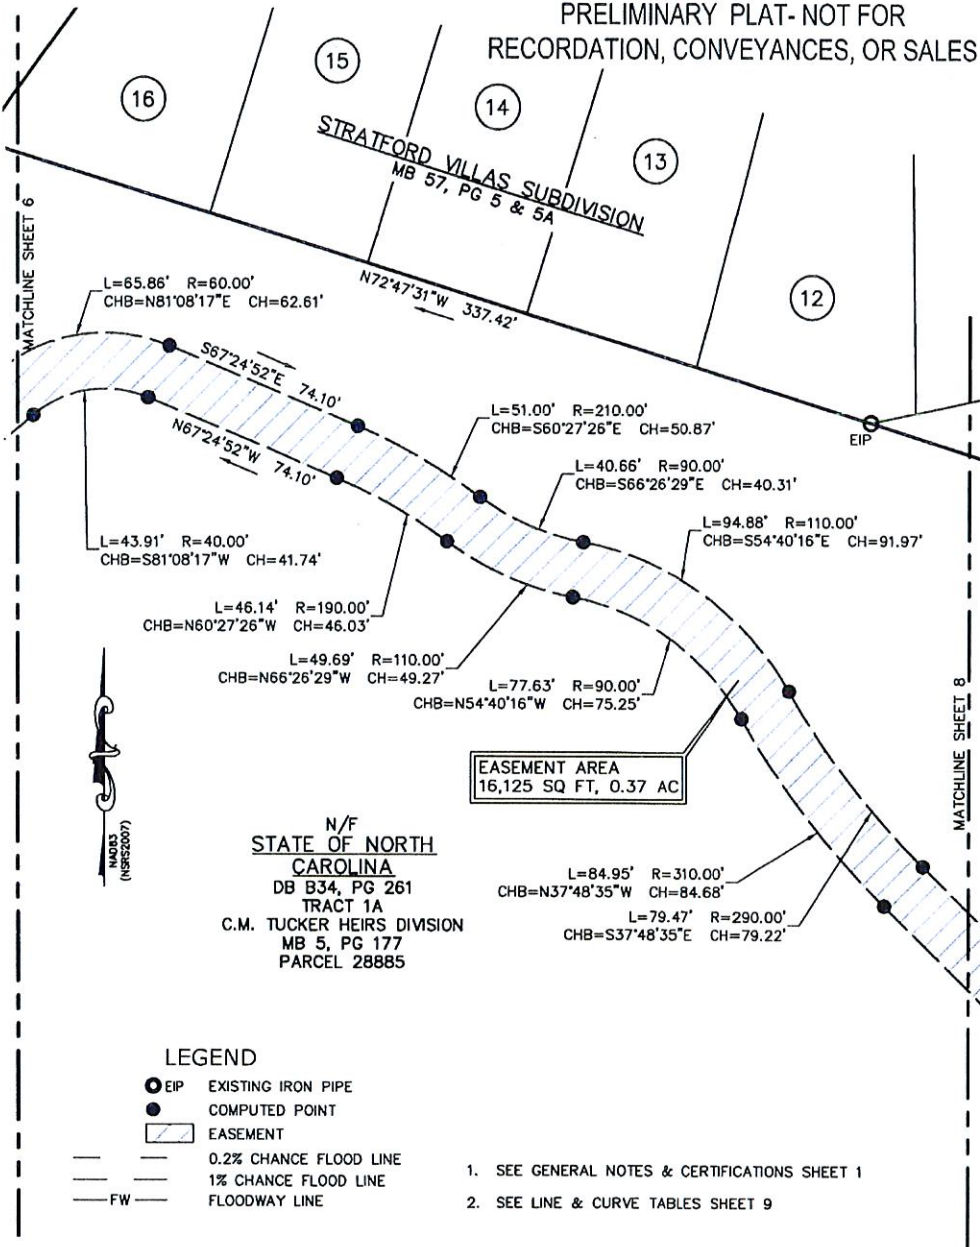 PRELIMINARY PLAT- NOT FOR
RECORDATION, CONVEYANCES, OR SALES
16
15
14
13
12
STRATFORD VILLAS SUBDIVISION
MB 57, PG 5 & 5A
MATCHLINE SHEET 6
N72°47'31"W 337.42'
EIP
L=65.86' R=60.00'
CHB=N81°08'17"E CH=62.61'
S67°24'52"E 74.10'
N67°24'52"W 74.10'
L=51.00' R=210.00'
CHB=S60°27'26"E CH=50.87'
L=40.66' R=90.00'
CHB=S66°26'29"E CH=40.31'
L=94.88' R=110.00'
CHB=S54°40'16"E CH=91.97'
L=43.91' R=40.00'
CHB=S81°08'17"W CH=41.74'
L=46.14' R=190.00'
CHB=N60°27'26"W CH=46.03'
L=49.69' R=110.00'
CHB=N66°26'29"W CH=49.27'
L=77.63' R=90.00'
CHB=N54°40'16"W CH=75.25'
MATCHLINE SHEET 8
EASEMENT AREA
16,125 SQ FT, 0.37 AC
NAD83
(NSRS2007)
N/F
STATE OF NORTH
CAROLINA
DB B34, PG 261
TRACT 1A
C.M. TUCKER HEIRS DIVISION
MB 5, PG 177
PARCEL 28885
L=84.95' R=310.00'
CHB=N37°48'35"W CH=84.68'
L=79.47' R=290.00'
CHB=S37°48'35"E CH=79.22'
LEGEND
EIP EXISTING IRON PIPE
COMPUTED POINT
EASEMENT
0.2% CHANCE FLOOD LINE
1% CHANCE FLOOD LINE
FW FLOODWAY LINE
1. SEE GENERAL NOTES & CERTIFICATIONS SHEET 1
2. SEE LINE & CURVE TABLES SHEET 9